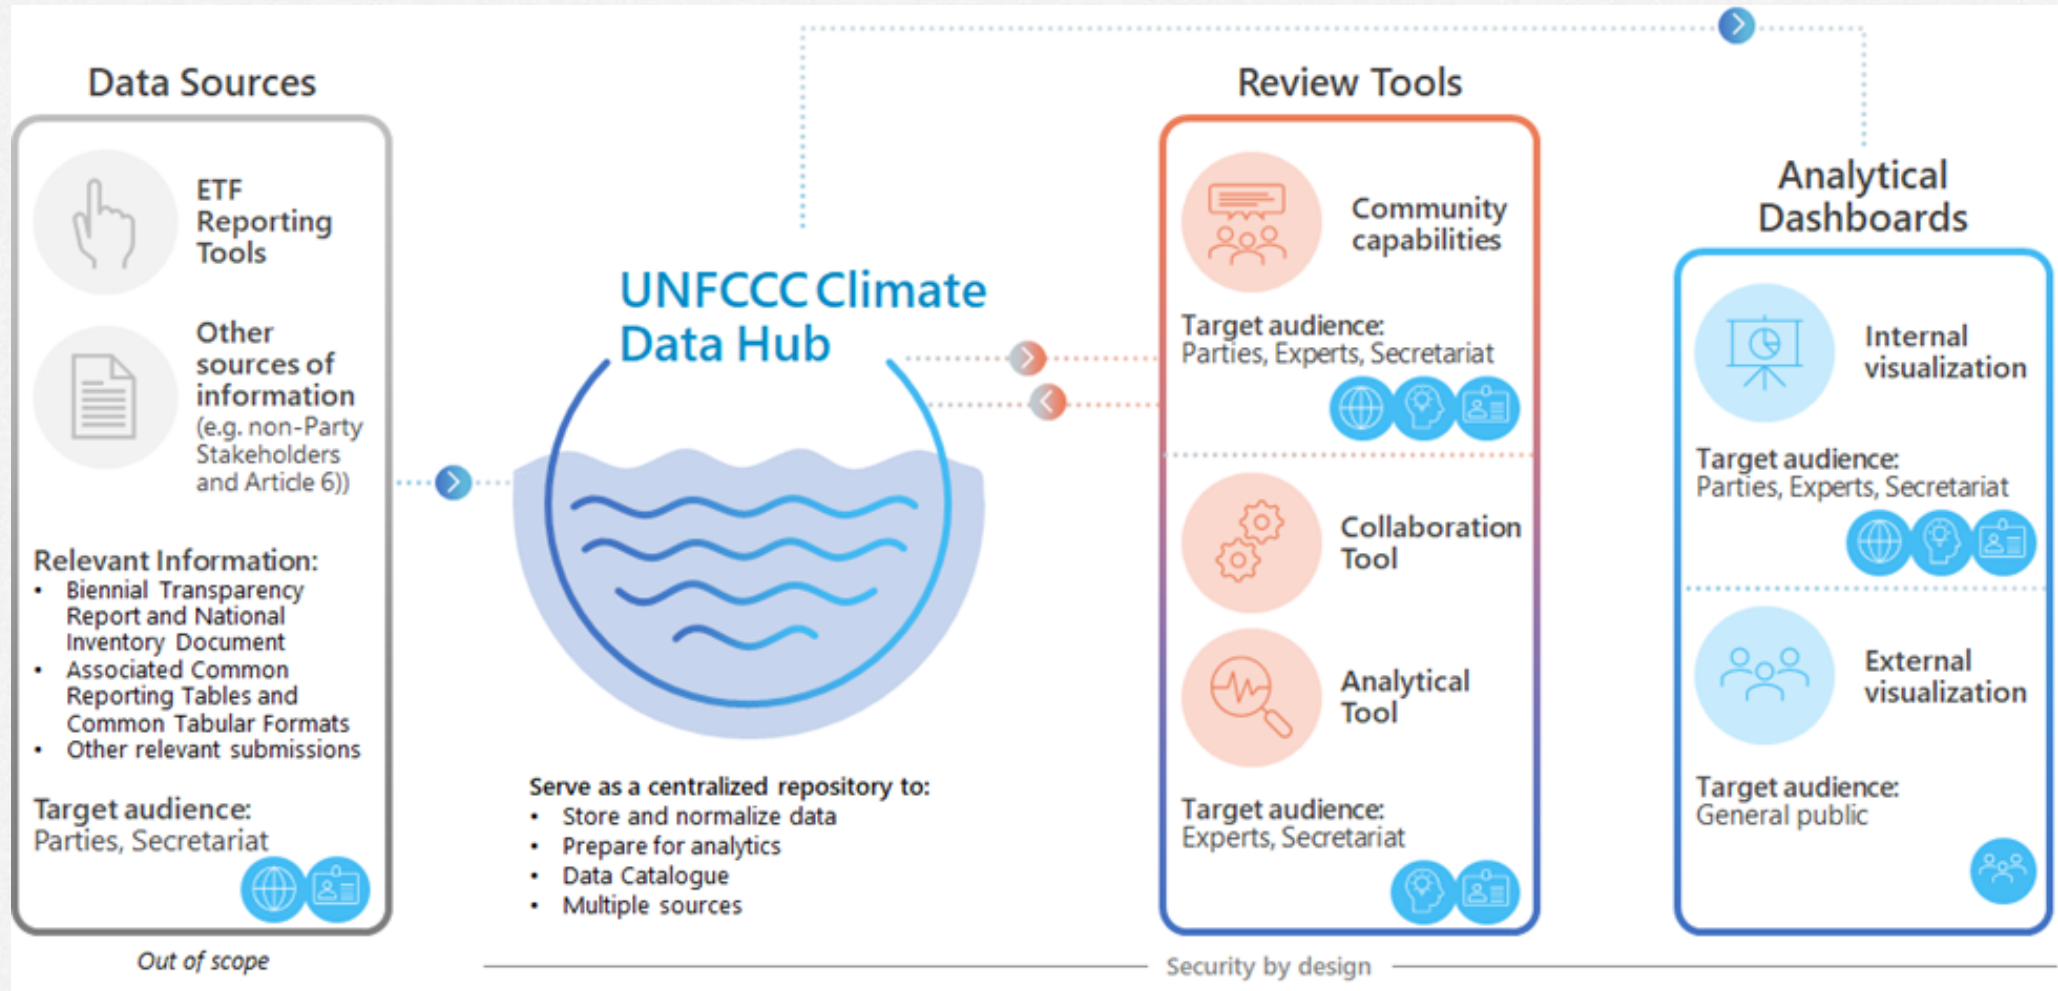 Data Sources
ETF
Reporting
Tools
Other
sources of
information
(e.g. non-Party
Stakeholders
and Article 6))
Relevant Information:
• Biennial Transparency
Report and National
Inventory Document
• Associated Common
Reporting Tables and
Common Tabular Formats
• Other relevant submissions
Target audience:
Parties, Secretariat
Out of scope
UNFCCC Climate
Data Hub
Serve as a centralized repository to:
• Store and normalize data
• Prepare for analytics
• Data Catalogue
• Multiple sources
Review Tools
Community
capabilities
Target audience:
Parties, Experts, Secretariat
Collaboration
Tool
Analytical
Tool
Target audience:
Experts, Secretariat
Analytical
Dashboards
Internal
visualization
Target audience:
Parties, Experts, Secretariat
External
visualization
Target audience:
General public
Security by design